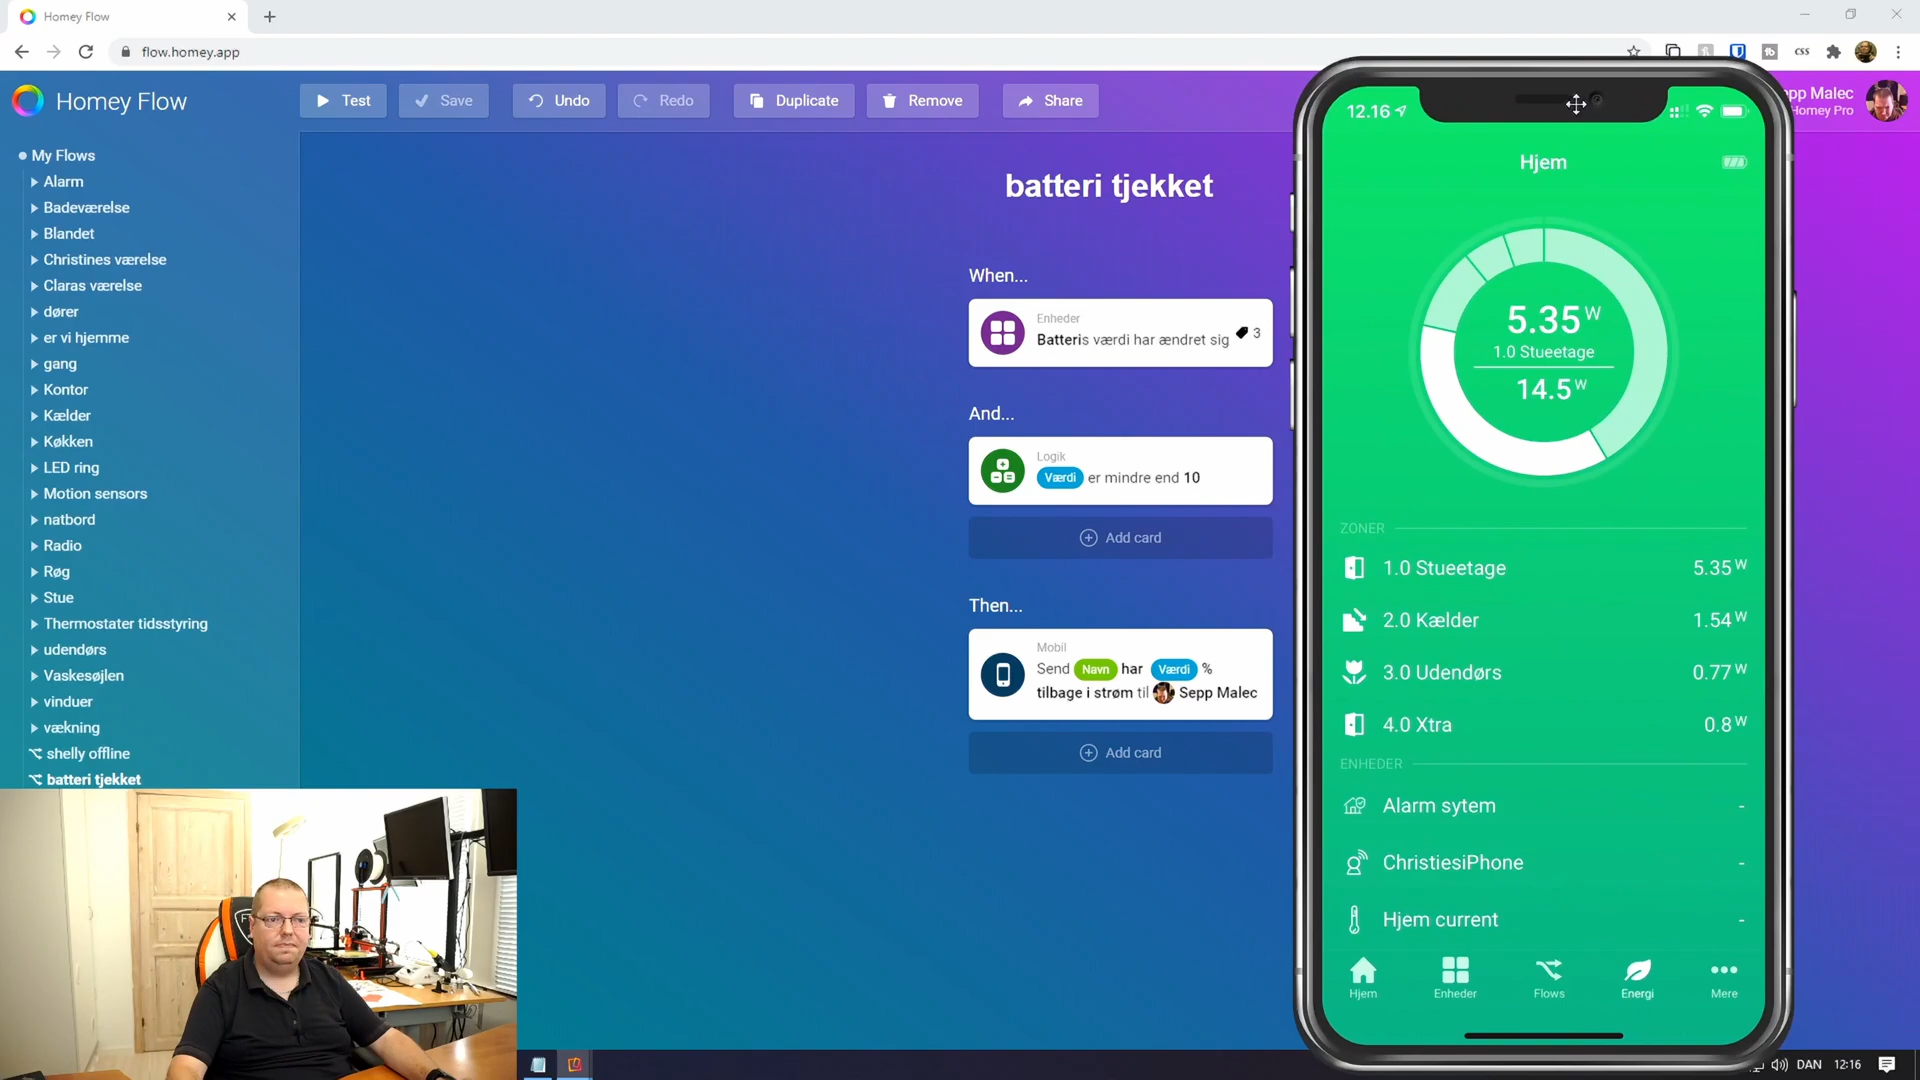 Homey Flow
flow.homey.app
CSS
Homey Flow
Test
Save
Undo
Redo
Duplicate
Remove
Share
Malec
Homey Pro
My Flows
Alarm
Badeværelse
Blandet
Christines værelse
Claras værelse
dører
er vi hjemme
gang
Kontor
Kælder
Køkken
LED ring
Motion sensors
natbord
Radio
Røg
Stue
Thermostater tidsstyring
udendørs
Vaskesøjlen
vinduer
vækning
shelly offline
batteri tjekket
batteri tjekket
When...
Enheder
Batteris værdi har ændret sig 3
And...
Logik
Værdi er mindre end 10
Add card
Then...
Mobil
Send Navn har Værdi %
tilbage i strøm til Sepp Malec
Add card
12.16
Hjem
5.35 W
1.0 Stueetage
14.5 W
ZONER
1.0 Stueetage 5.35 W
2.0 Kælder 1.54 W
3.0 Udendørs 0.77 W
4.0 Xtra 0.8 W
ENHEDER
Alarm sytem -
ChristiesiPhone -
Hjem current -
Hjem
Enheder
Flows
Energi
Mere
DAN
12:16